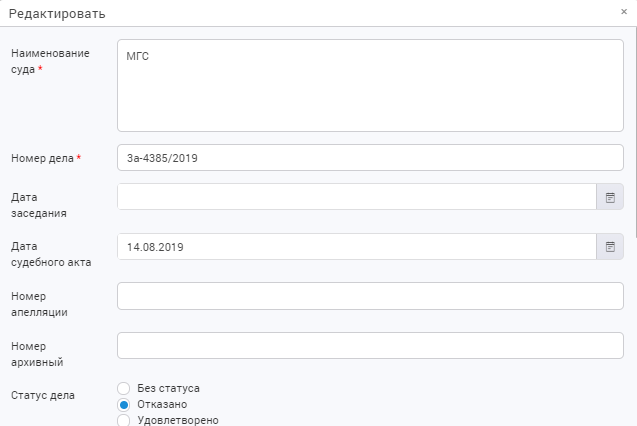 Редактировать
×
Наименование
суда *
МГС
Номер дела *
3а-4385/2019
Дата
заседания
Дата
судебного акта
14.08.2019
Номер
апелляции
Номер
архивный
Статус дела
Без статуса
Отказано
Удовлетворено